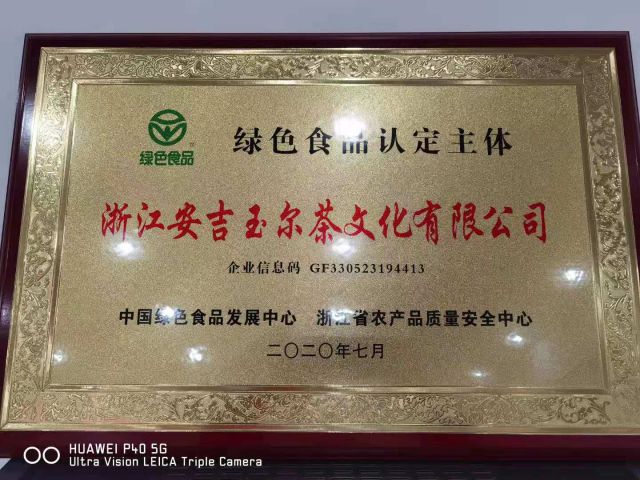 绿色食品
绿色食品认定主体
浙江安吉玉尔茶文化有限公司
企业信息码 GF330523194413
中国绿色食品发展中心 浙江省农产品质量安全中心
二〇二〇年七月
HUAWEI P40 5G
Ultra Vision LEICA Triple Camera